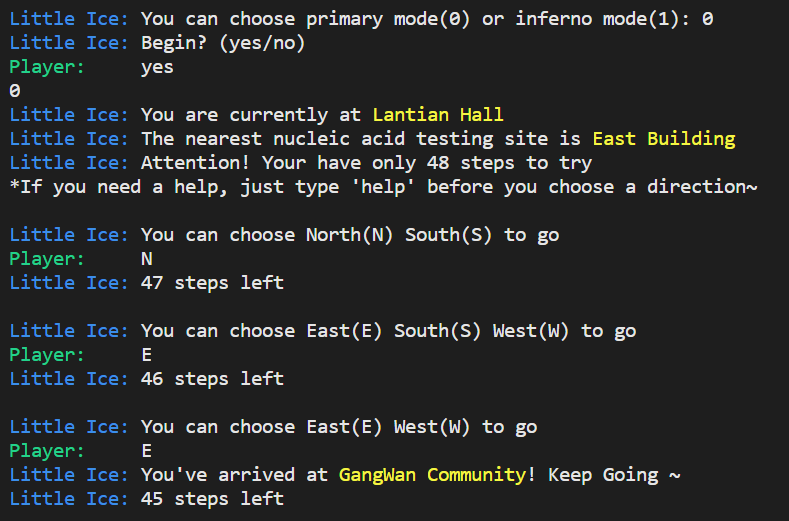 Little Ice: You can choose primary mode(0) or inferno mode(1): 0
Little Ice: Begin? (yes/no)
Player: yes
0
Little Ice: You are currently at Lantian Hall
Little Ice: The nearest nucleic acid testing site is East Building
Little Ice: Attention! Your have only 48 steps to try
*If you need a help, just type 'help' before you choose a direction~
Little Ice: You can choose North(N) South(S) to go
Player: N
Little Ice: 47 steps left
Little Ice: You can choose East(E) South(S) West(W) to go
Player: E
Little Ice: 46 steps left
Little Ice: You can choose East(E) West(W) to go
Player: E
Little Ice: You've arrived at GangWan Community! Keep Going ~
Little Ice: 45 steps left